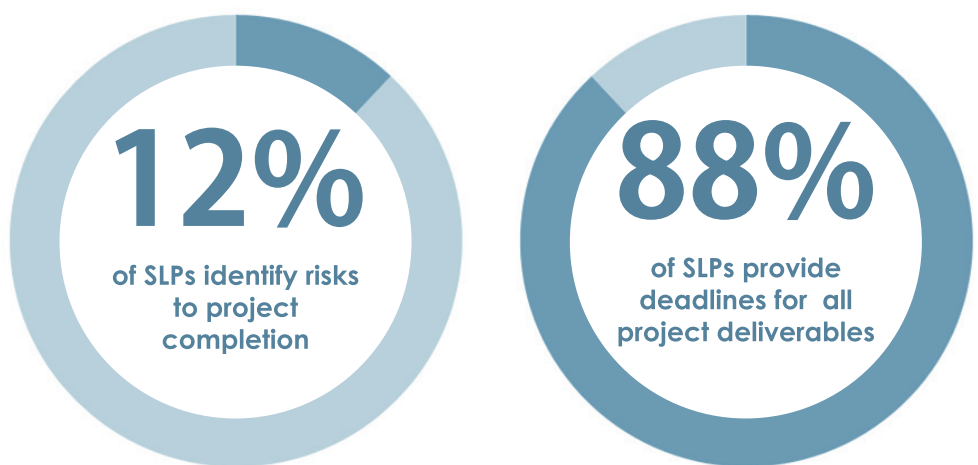 12%
of SLPs identify risks
to project
completion
88%
of SLPs provide
deadlines for  all
project deliverables